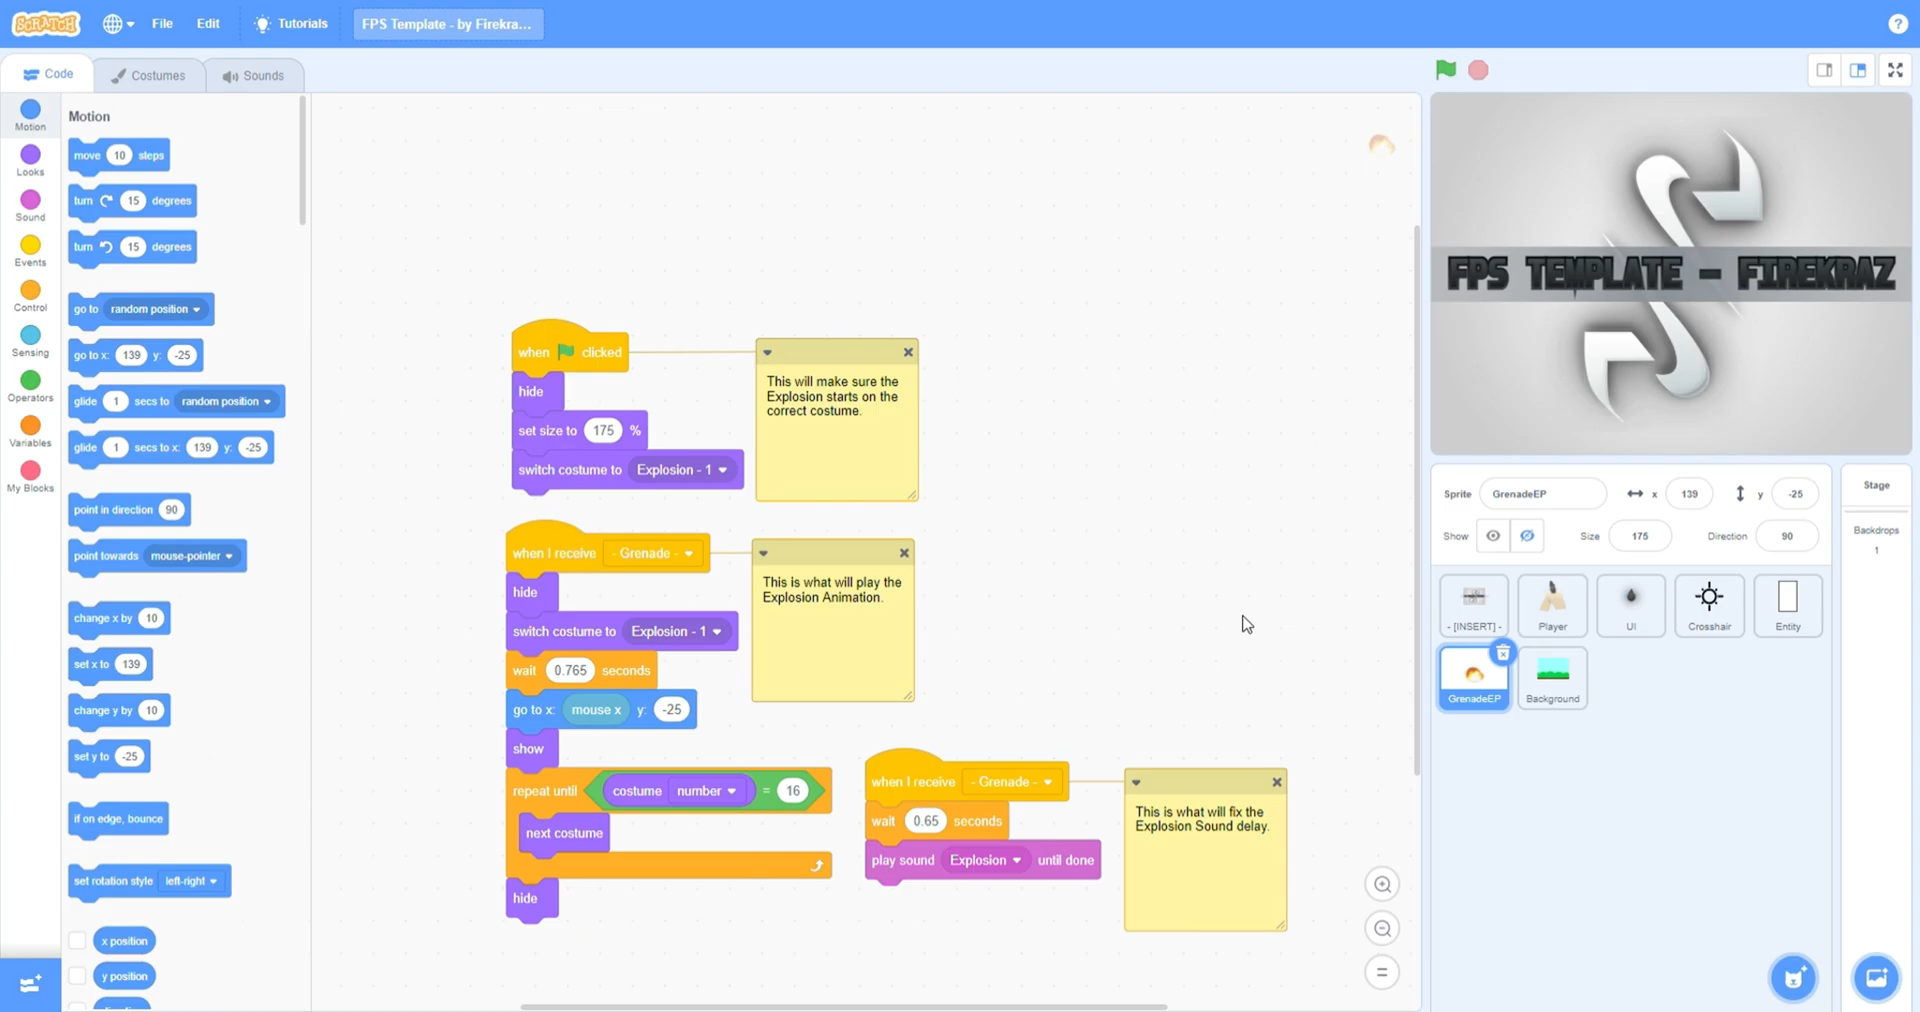 SCRATCH
File
Edit
Tutorials
FPS Template - by Firekra...
?
Code
Costumes
Sounds
Motion
Looks
Sound
Events
Control
Sensing
Operators
Variables
My Blocks
Motion
move 10 steps
turn 15 degrees
turn 15 degrees
go to random position
go to x: 139 y: -25
glide 1 secs to random position
glide 1 secs to x: 139 y: -25
point in direction 90
point towards mouse-pointer
change x by 10
set x to 139
change y by 10
set y to -25
if on edge, bounce
set rotation style left-right
x position
y position
when clicked
hide
set size to 175 %
switch costume to Explosion - 1
This will make sure the
Explosion starts on the
correct costume.
when I receive - Grenade -
hide
switch costume to Explosion - 1
wait 0.765 seconds
go to x: mouse x y: -25
show
repeat until costume number = 16
next costume
hide
This is what will play the
Explosion Animation.
when I receive - Grenade -
wait 0.65 seconds
play sound Explosion until done
This is what will fix the
Explosion Sound delay.
FPS TEMPLATE - FIREKRAZ
Sprite GrenadeEP x 139 y -25
Show Size 175 Direction 90
Stage
Backdrops
1
- [INSERT] -
Player
UI
Crosshair
Entity
GrenadeEP
Background